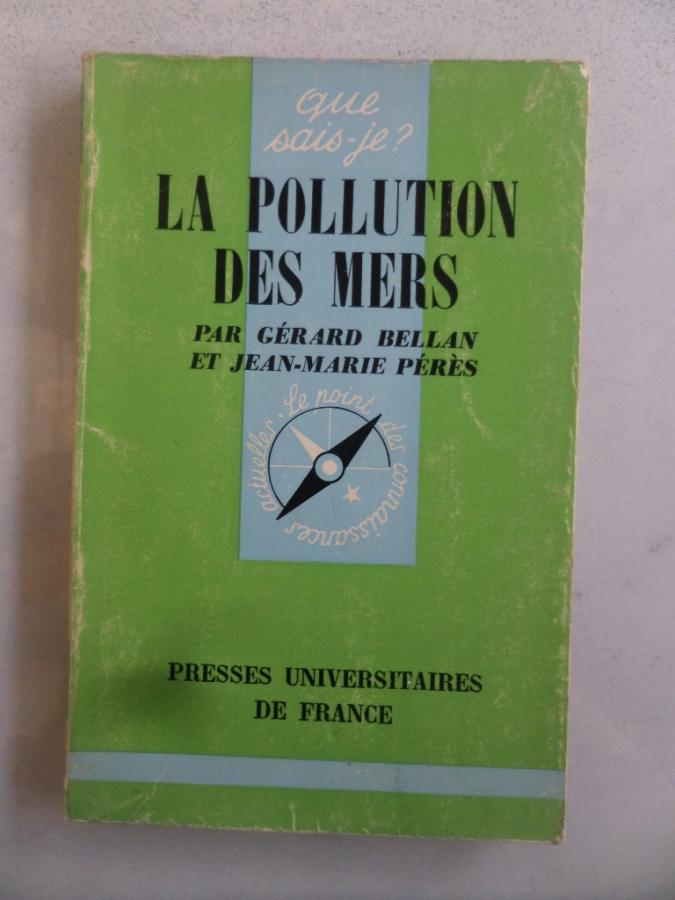 que
sais-je?
LA POLLUTION
DES MERS
PAR GÉRARD BELLAN
ET JEAN-MARIE PÉRÈS
Le point des connaissances actuelles.
PRESSES UNIVERSITAIRES
DE FRANCE